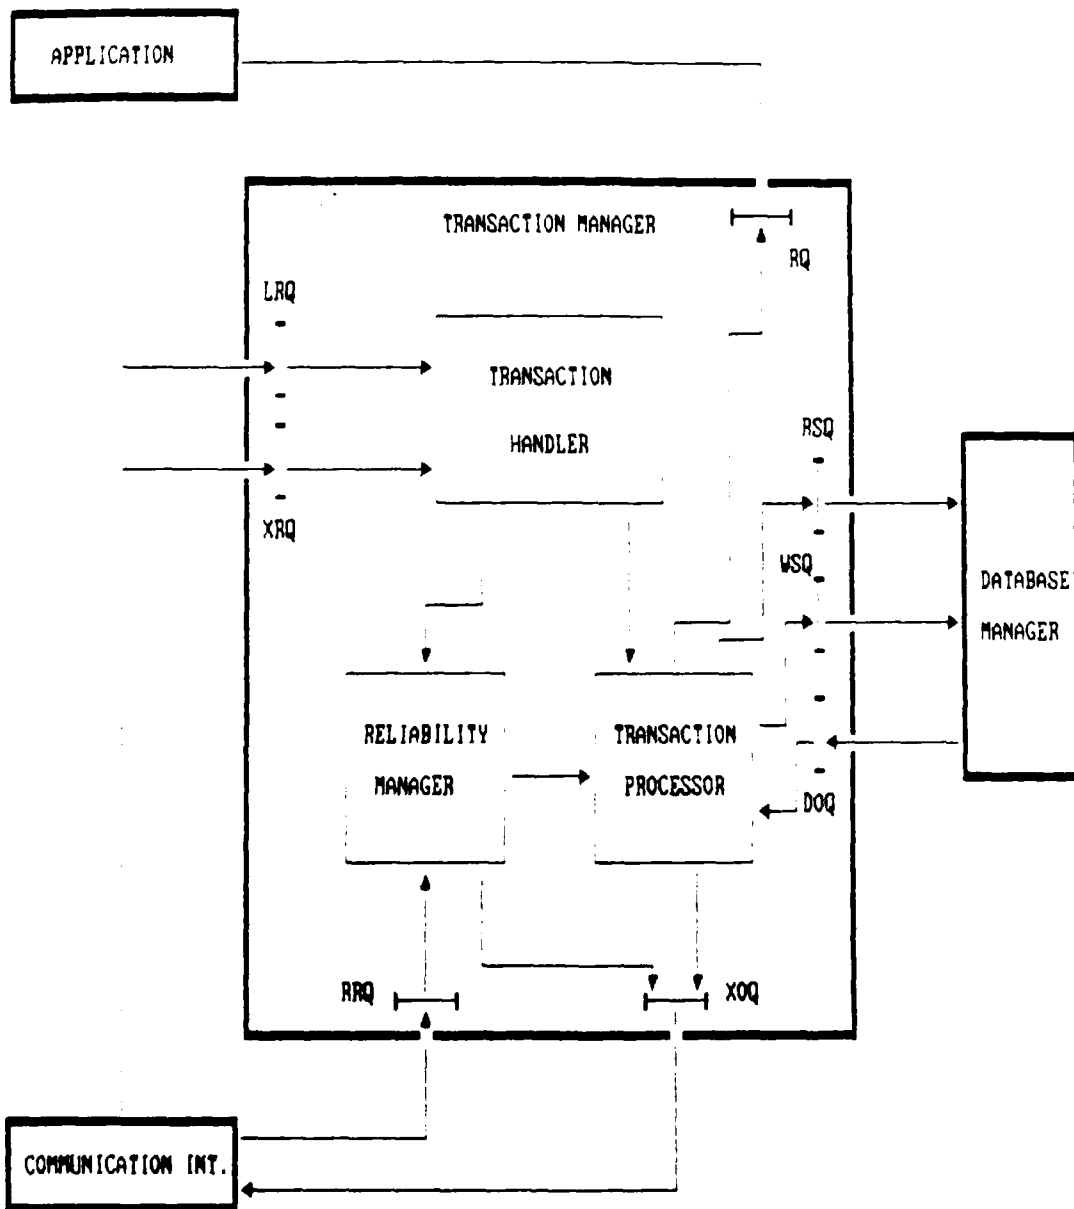 APPLICATION
TRANSACTION MANAGER
RQ
LRQ
TRANSACTION
HANDLER
RSQ
XRQ
WSQ
DATABASE
MANAGER
RELIABILITY
MANAGER
TRANSACTION
PROCESSOR
DOQ
RRQ
XOQ
COMMUNICATION INT.